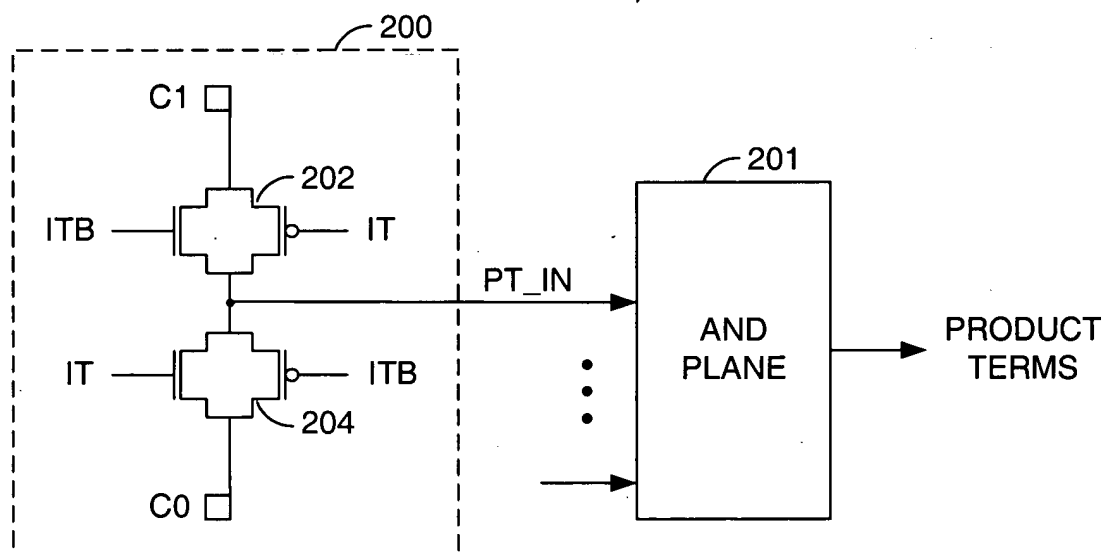 200
C1
202
ITB
IT
201
PT_IN
AND
PLANE
PRODUCT
TERMS
IT
ITB
204
C0